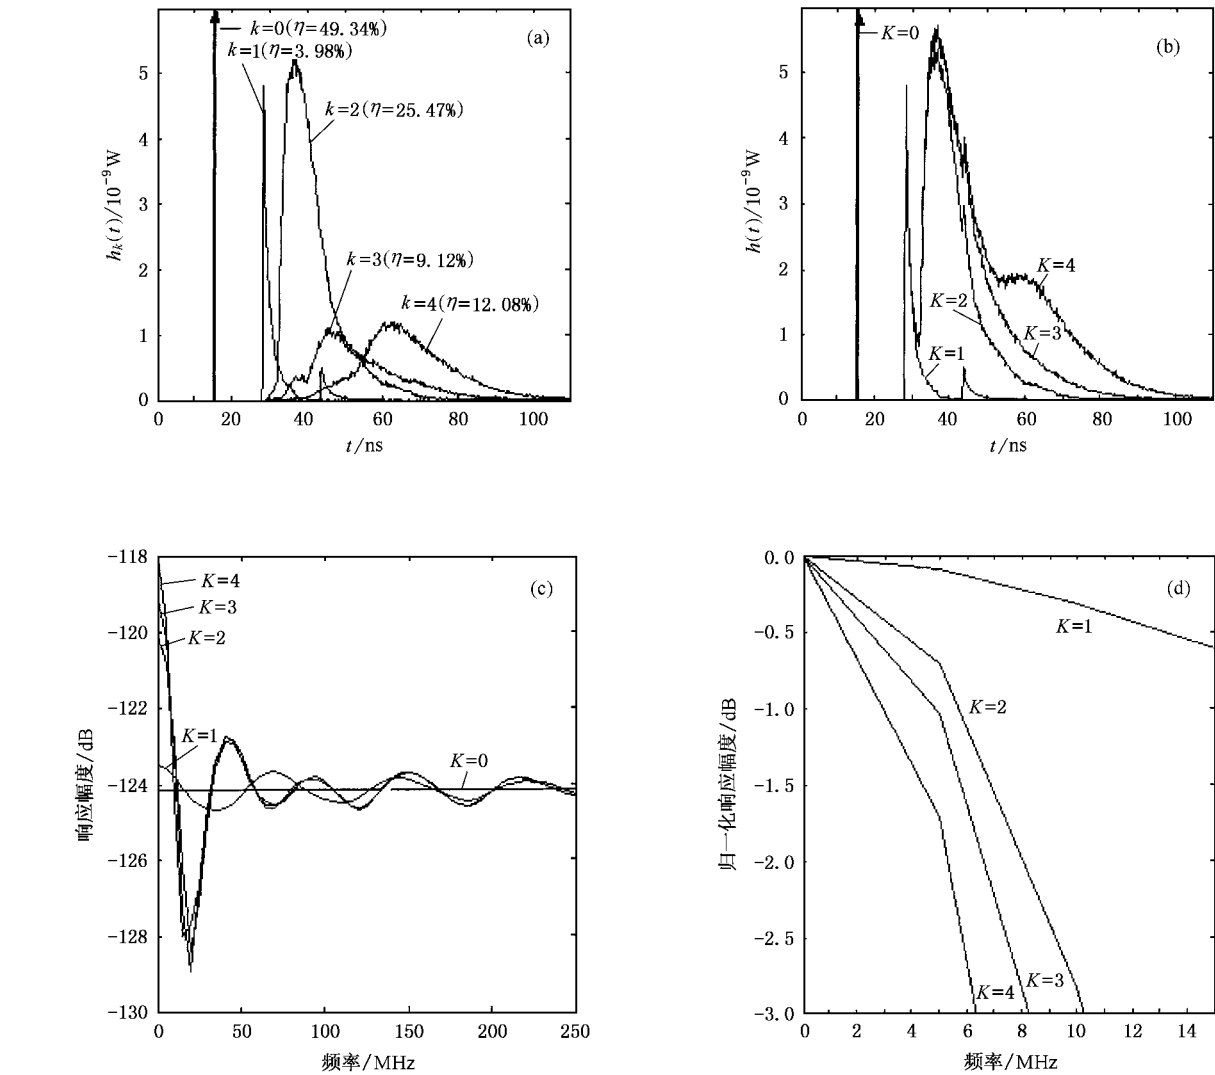 (a)
k=0(η=49.34%)
k=1(η=3.98%)
k=2(η=25.47%)
k=3(η=9.12%)
k=4(η=12.08%)
5
4
3
2
1
0
hk(t)/10⁻⁹W
0 20 40 60 80 100
t/ns
(b)
K=0
K=4
K=2
K=3
K=1
5
4
3
2
1
0
h(t)/10⁻⁹W
0 20 40 60 80 100
t/ns
(c)
-118
-120
-122
-124
-126
-128
-130
K=4
K=3
K=2
K=1
K=0
响应幅度/dB
0 50 100 150 200 250
频率/MHz
(d)
0.0
-0.5
-1.0
-1.5
-2.0
-2.5
-3.0
K=1
K=2
K=3
K=4
归一化响应幅度/dB
0 2 4 6 8 10 12 14
频率/MHz